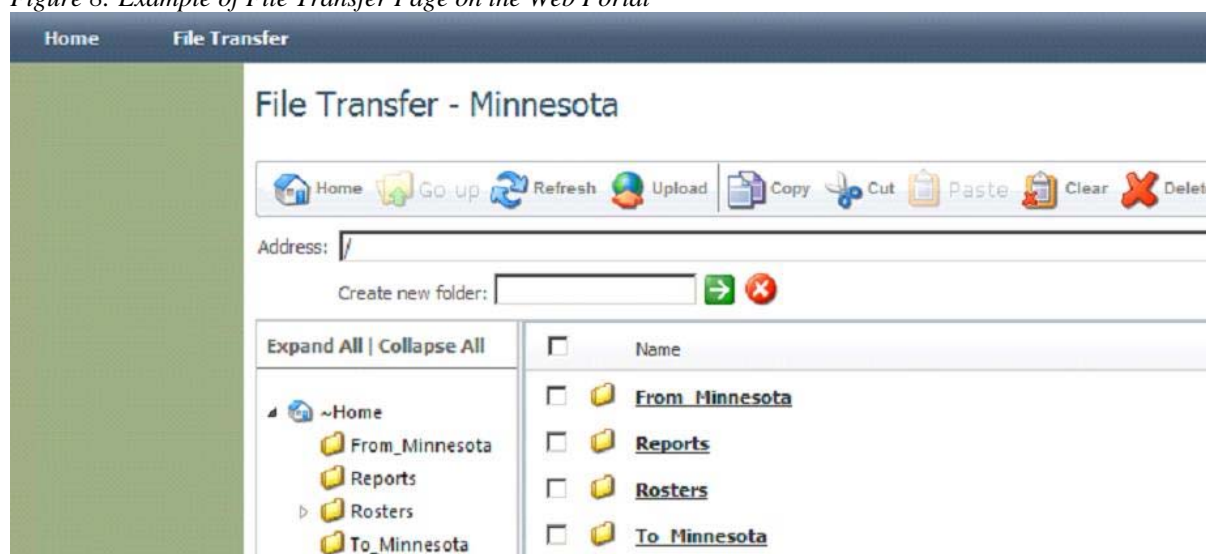 Figure 8: Example of File Transfer Page on the Web Portal
Home File Transfer
File Transfer - Minnesota
Home Go up Refresh Upload Copy Cut Paste Clear Delet
Address: /
Create new folder:
Expand All | Collapse All
Name
~Home
From_Minnesota
Reports
Rosters
To_Minnesota
From_Minnesota
Reports
Rosters
To_Minnesota